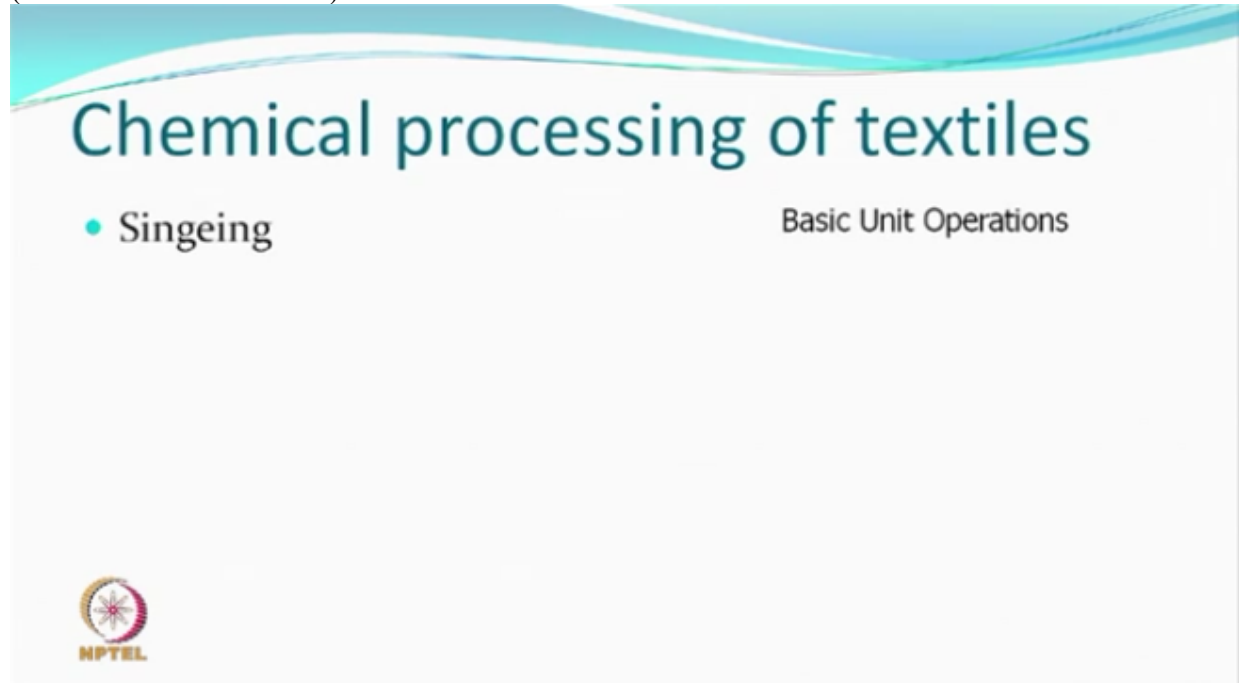 Chemical processing of textiles
• Singeing
Basic Unit Operations
NPTEL